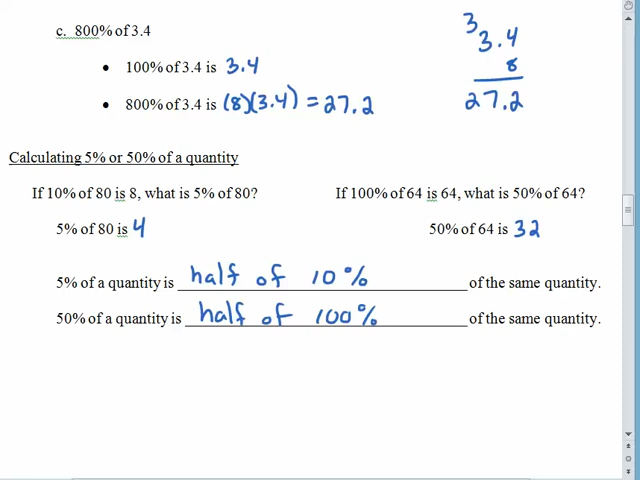 c. 800% of 3.4
• 100% of 3.4 is 3.4
• 800% of 3.4 is (8)(3.4) = 27.2
3
3.4
8
27.2
Calculating 5% or 50% of a quantity
If 10% of 80 is 8, what is 5% of 80?
5% of 80 is 4
If 100% of 64 is 64, what is 50% of 64?
50% of 64 is 32
5% of a quantity is half of 10% of the same quantity.
50% of a quantity is half of 100% of the same quantity.